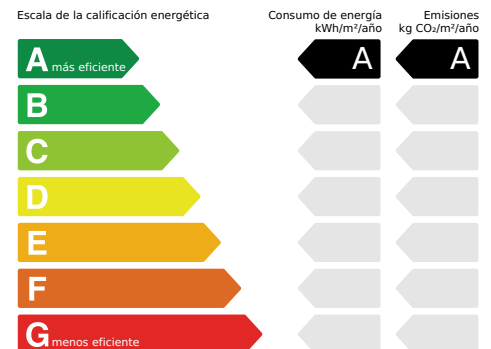 Escala de la calificación energética
Consumo de energía
kWh/m²/año
Emisiones
kg CO₂/m²/año
A más eficiente
A
A
B
C
D
E
F
G menos eficiente